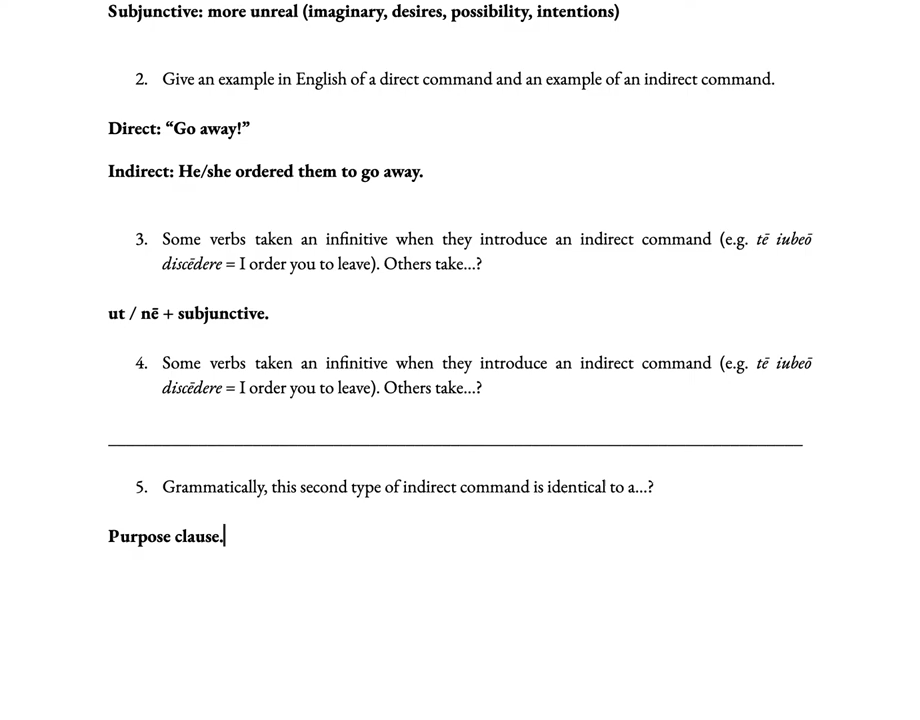 Subjunctive: more unreal (imaginary, desires, possibility, intentions)
2. Give an example in English of a direct command and an example of an indirect command.
Direct: “Go away!”
Indirect: He/she ordered them to go away.
3. Some verbs taken an infinitive when they introduce an indirect command (e.g. tē iubeō
discēdere = I order you to leave). Others take…?
ut / nē + subjunctive.
4. Some verbs taken an infinitive when they introduce an indirect command (e.g. tē iubeō
discēdere = I order you to leave). Others take…?
5. Grammatically, this second type of indirect command is identical to a…?
Purpose clause.